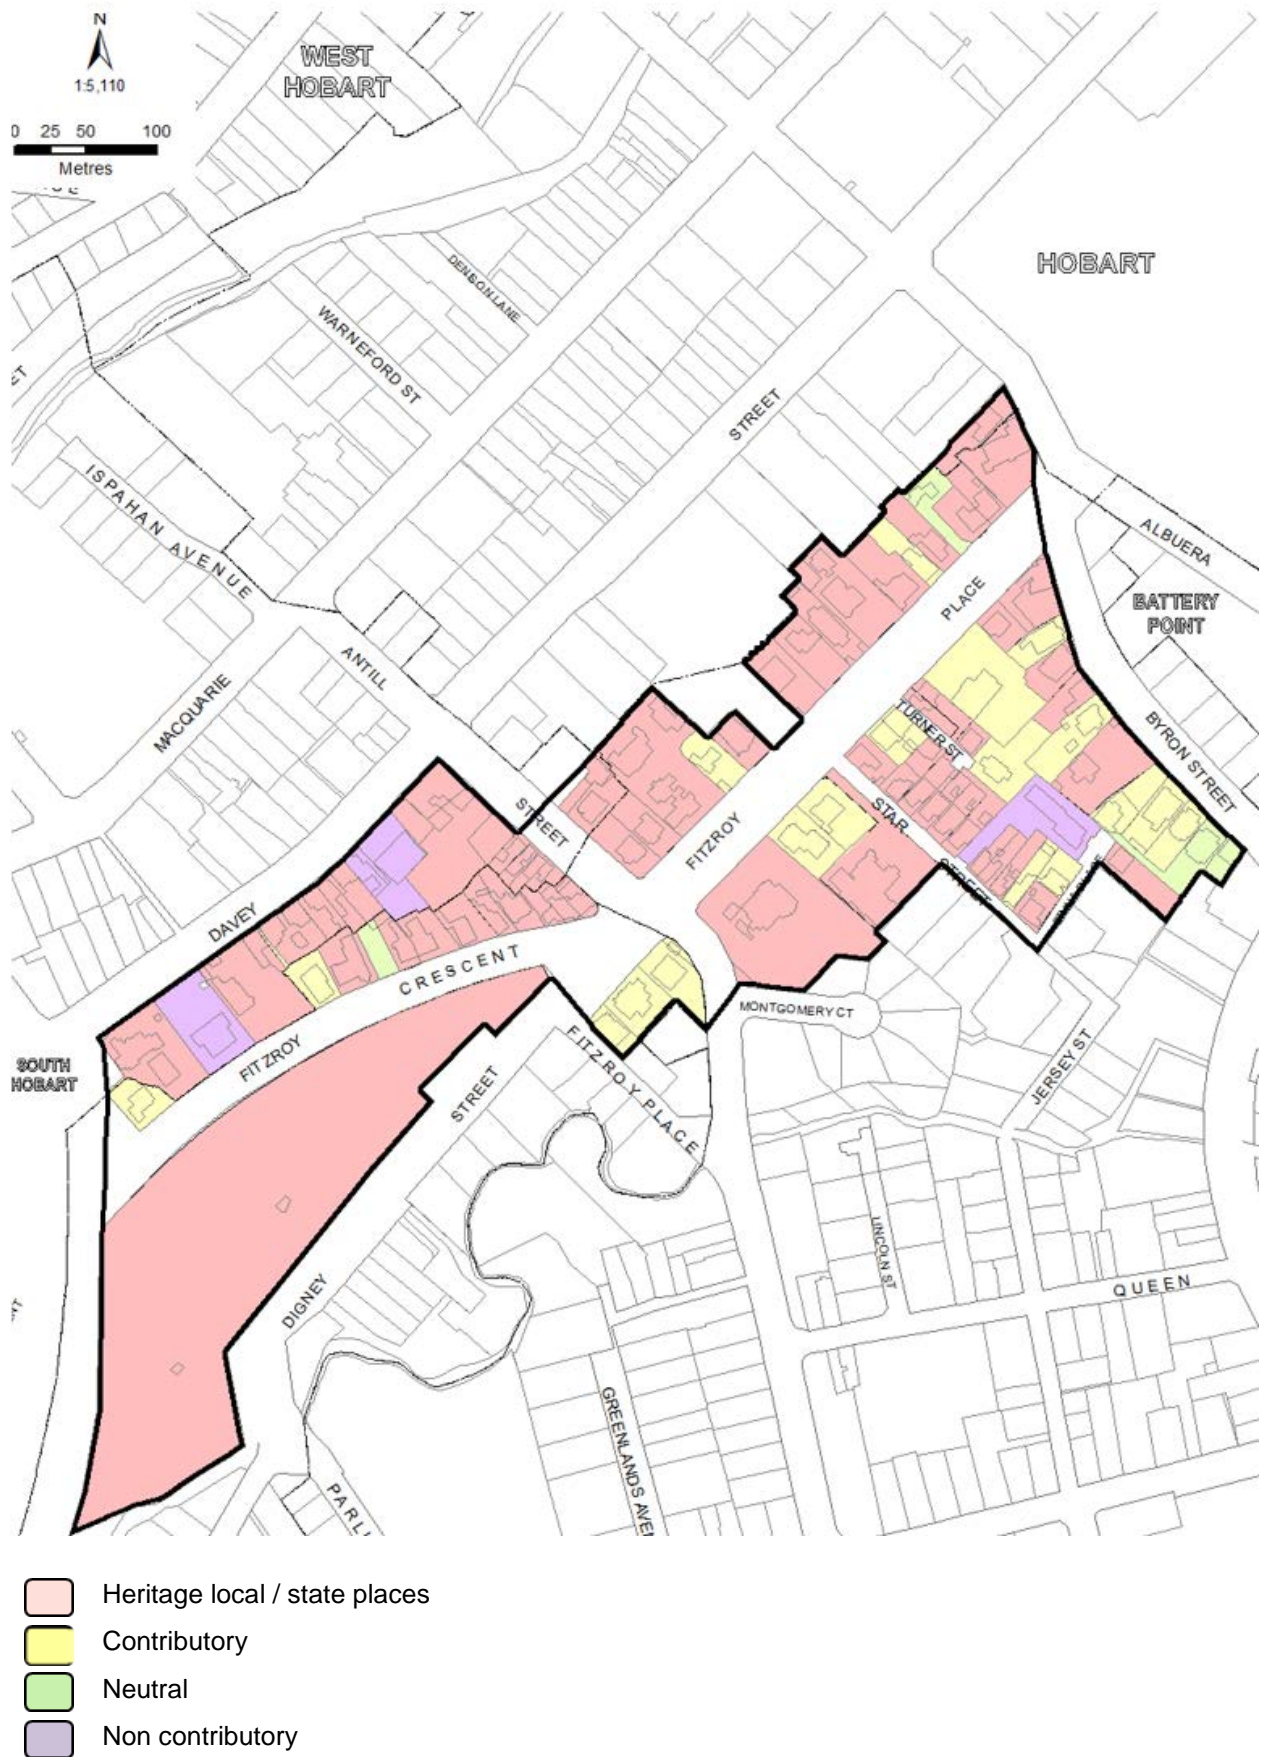 N
1:5,110
0 25 50 100
Metres
WEST
HOBART
HOBART
DENISON LANE
WARNEFORD ST
STREET
ISPAHAN AVENUE
ALBUERA
PLACE
BATTERY
POINT
ANTILL
MACQUARIE
TURNER ST
BYRON STREET
STREET
STAR
FITZROY
STREET
DAVEY
CRESCENT
MONTGOMERY CT
FITZROY
FITZROY PLACE
SOUTH
HOBART
STREET
JERSEY ST
LINCOLN ST
QUEEN
DIGNEY
GREENLANDS AVE
PARLI
Heritage local / state places
Contributory
Neutral
Non contributory